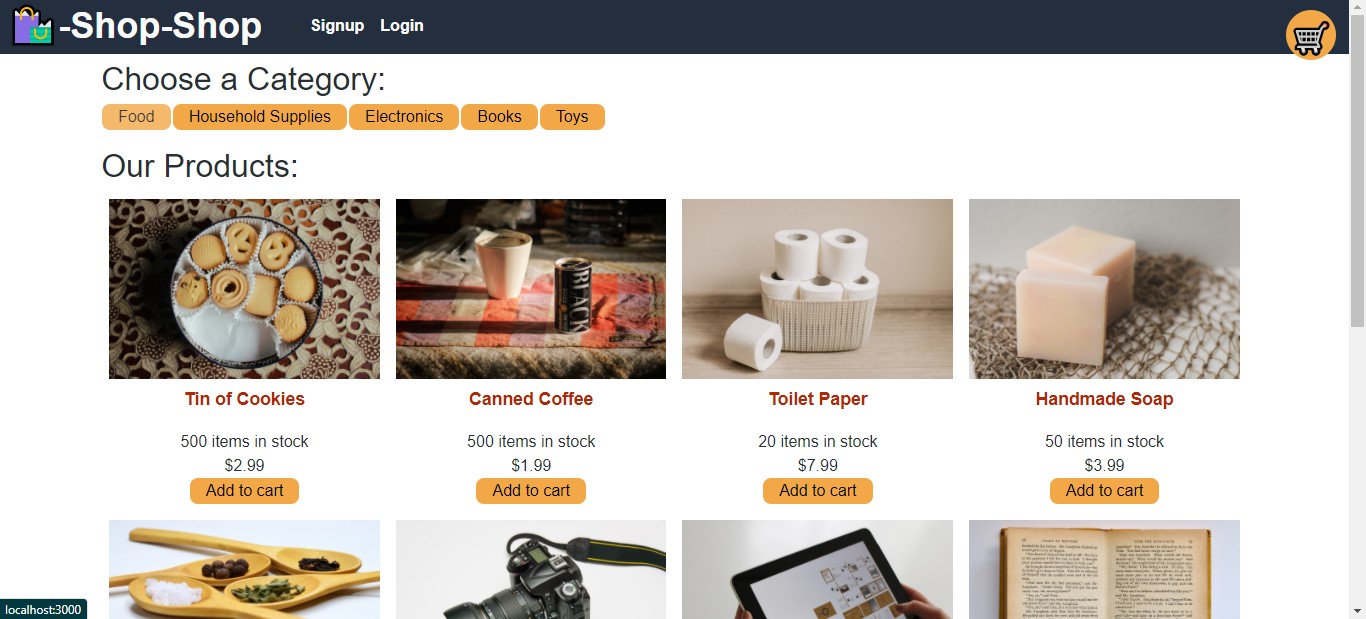 -Shop-Shop
Signup Login
Choose a Category:
Food Household Supplies Electronics Books Toys
Our Products:
BLACK
Tin of Cookies Canned Coffee Toilet Paper Handmade Soap
500 items in stock 500 items in stock 20 items in stock 50 items in stock
$2.99 $1.99 $7.99 $3.99
Add to cart Add to cart Add to cart Add to cart
localhost:3000